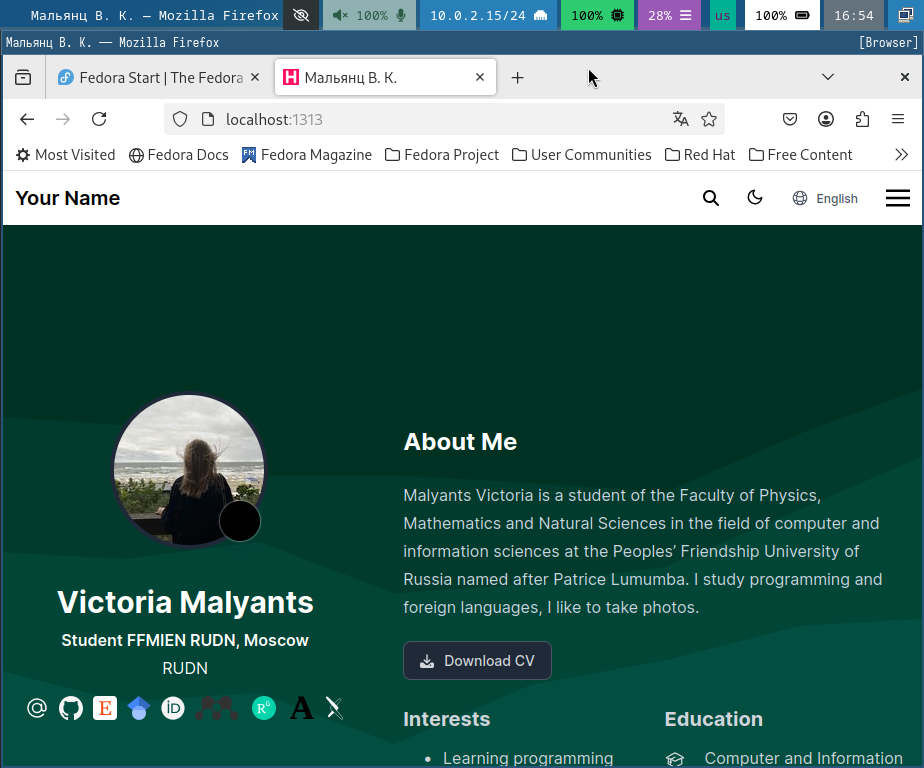 Мальянц В. К. — Mozilla Firefox 100% 10.0.2.15/24 100% 28% us 100% 16:54
Мальянц В. К. — Mozilla Firefox [Browser]
Fedora Start | The Fedora Мальянц В. К.
localhost:1313
Most Visited Fedora Docs Fedora Magazine Fedora Project User Communities Red Hat Free Content
Your Name English
About Me
Malyants Victoria is a student of the Faculty of Physics,
Mathematics and Natural Sciences in the field of computer and
information sciences at the Peoples’ Friendship University of
Russia named after Patrice Lumumba. I study programming and
foreign languages, I like to take photos.
Download CV
Victoria Malyants
Student FFMIEN RUDN, Moscow
RUDN
Interests
Learning programming
Education
Computer and Information